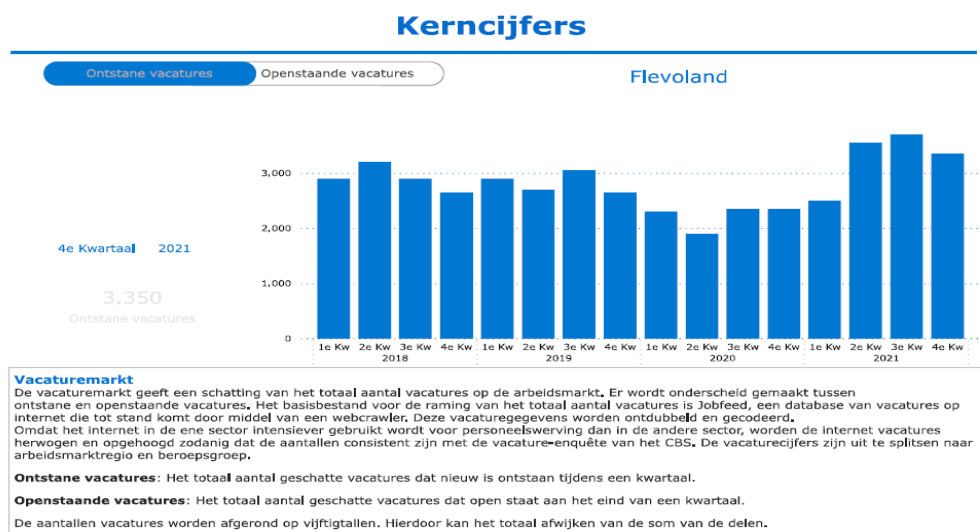 Kerncijfers
Ontstane vacatures
Openstaande vacatures
Flevoland
3,000
2,000
1,000
0
4e Kwartaal 2021
3.350
Ontstane vacatures
1e Kw 2e Kw 3e Kw 4e Kw 1e Kw 2e Kw 3e Kw 4e Kw 1e Kw 2e Kw 3e Kw 4e Kw 1e Kw 2e Kw 3e Kw 4e Kw
2018 2019 2020 2021
Vacaturemarkt
De vacaturemarkt geeft een schatting van het totaal aantal vacatures op de arbeidsmarkt. Er wordt onderscheid gemaakt tussen
ontstane en openstaande vacatures. Het basisbestand voor de raming van het totaal aantal vacatures is Jobfeed, een database van vacatures op
internet die tot stand komt door middel van een webcrawler. Deze vacaturegegevens worden ontdubbeld en gecodeerd.
Omdat het internet in de ene sector intensiever gebruikt wordt voor personeelswerving dan in de andere sector, worden de internet vacatures
herwogen en opgehoogd zodanig dat de aantallen consistent zijn met de vacature-enquête van het CBS. De vacaturecijfers zijn uit te splitsen naar
arbeidsmarktregio en beroepsgroep.
Ontstane vacatures: Het totaal aantal geschatte vacatures dat nieuw is ontstaan tijdens een kwartaal.
Openstaande vacatures: Het totaal aantal geschatte vacatures dat open staat aan het eind van een kwartaal.
De aantallen vacatures worden afgerond op vijftigtallen. Hierdoor kan het totaal afwijken van de som van de delen.